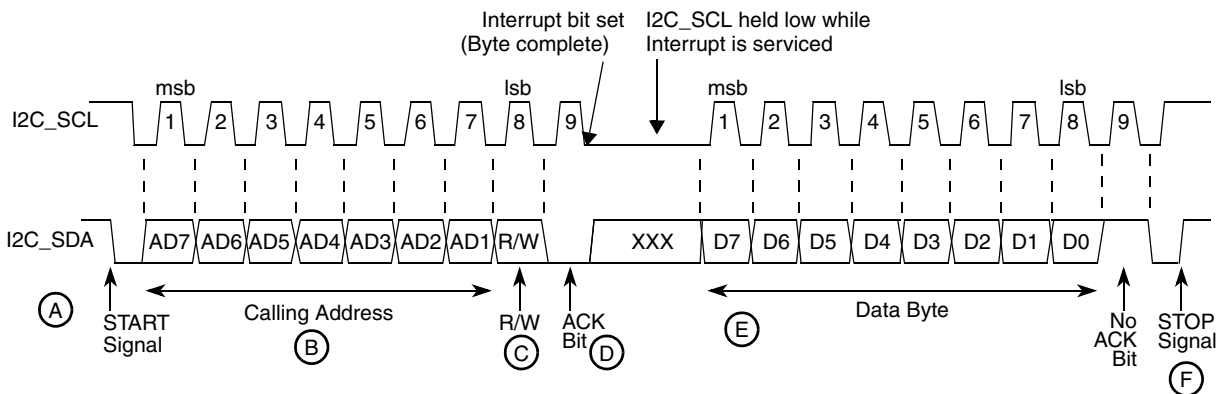 Interrupt bit set
(Byte complete)
I2C_SCL held low while
Interrupt is serviced
msb
lsb
msb
lsb
I2C_SCL
1 2 3 4 5 6 7 8 9 1 2 3 4 5 6 7 8 9
I2C_SDA
AD7 AD6 AD5 AD4 AD3 AD2 AD1 R/W XXX D7 D6 D5 D4 D3 D2 D1 D0
A
START
Signal
Calling Address
B
R/W
C
ACK
Bit
D
E
Data Byte
No
ACK
Bit
STOP
Signal
F